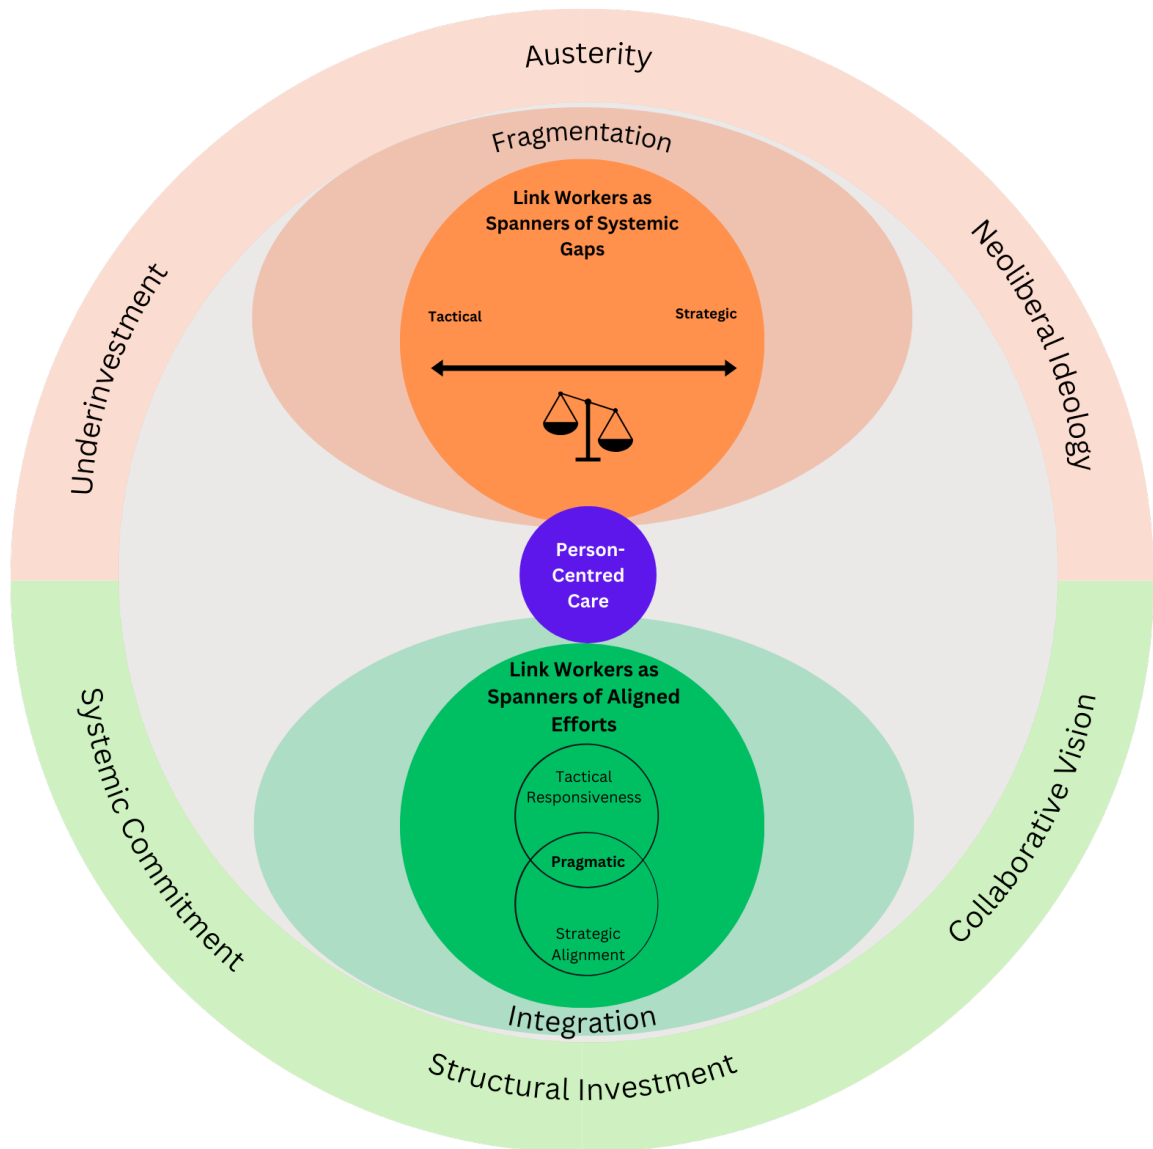 Austerity
Fragmentation
Link Workers as
Spanners of Systemic
Gaps
Neoliberal Ideology
Underinvestment
Tactical
Strategic
Person-
Centred
Care
Link Workers as
Spanners of Aligned
Efforts
Systemic Commitment
Collaborative Vision
Tactical
Responsiveness
Pragmatic
Strategic
Alignment
Integration
Structural Investment